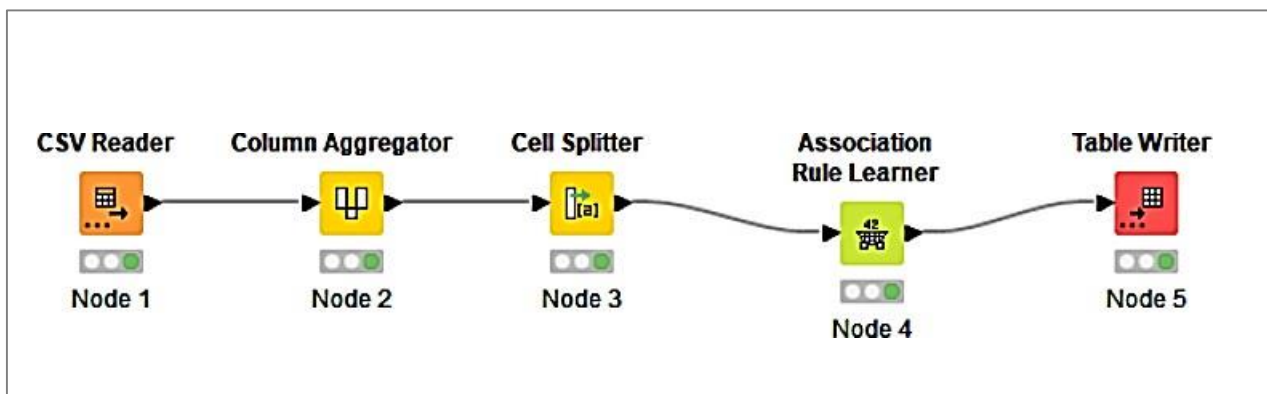 CSV Reader
Column Aggregator
Cell Splitter
Association
Rule Learner
Table Writer
[a]
42
Node 1
Node 2
Node 3
Node 4
Node 5